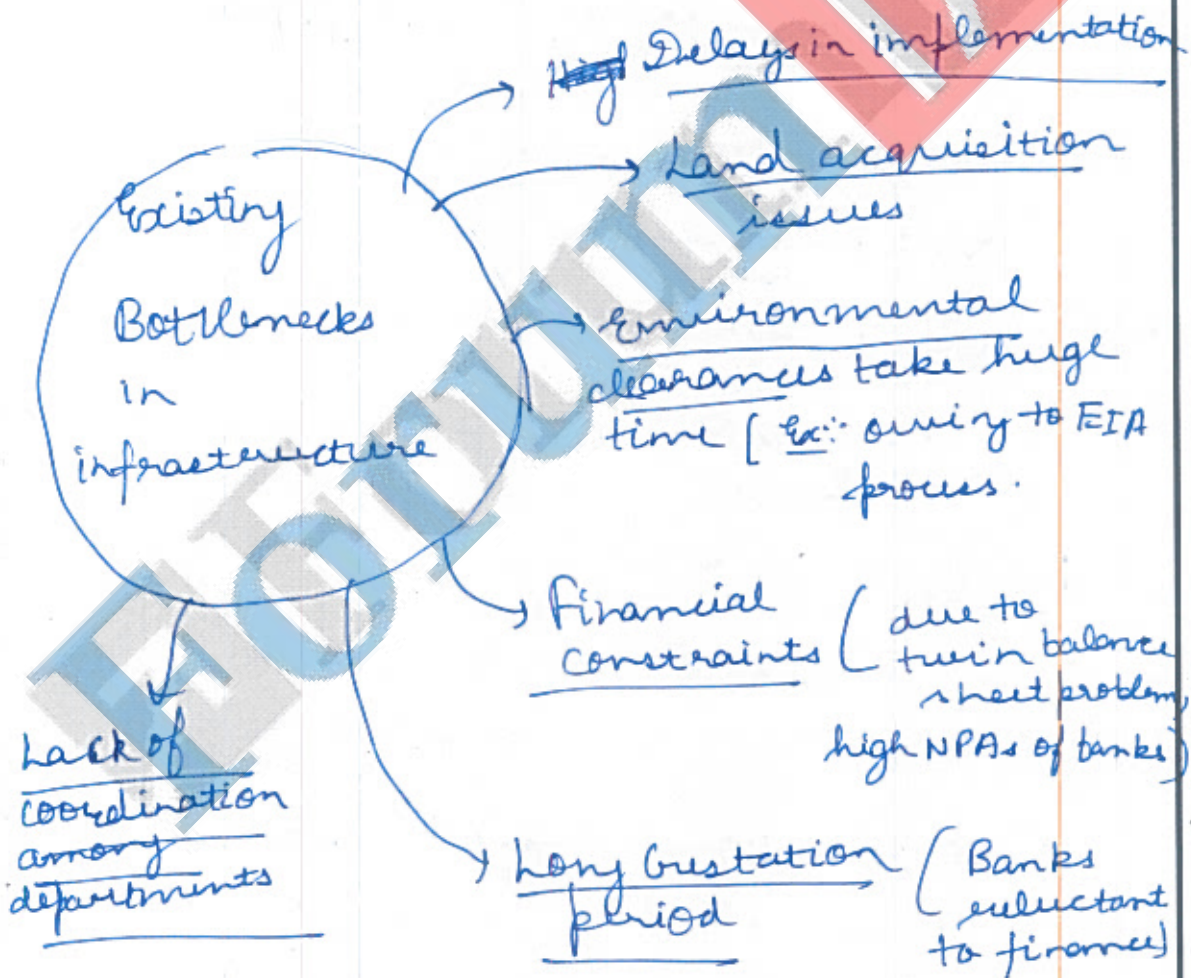 Existing
Bottlenecks
in
infrastructure
Delays in implementation
Land acquisition
issues
Environmental
clearances take huge
time [ Ex: owing to EIA
process.
Financial
constraints
( due to
twin balance
sheet problem,
high NPAs of banks)
Long Gestation
period
( Banks
reluctant
to finance)
Lack of
coordination
among
departments
Forum